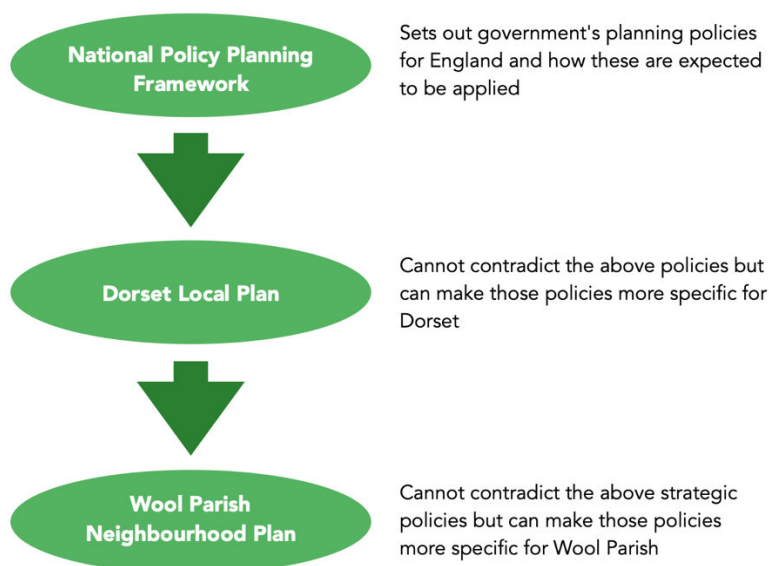 National Policy Planning
Framework
Sets out government's planning policies
for England and how these are expected
to be applied
Dorset Local Plan
Cannot contradict the above policies but
can make those policies more specific for
Dorset
Wool Parish
Neighbourhood Plan
Cannot contradict the above strategic
policies but can make those policies
more specific for Wool Parish